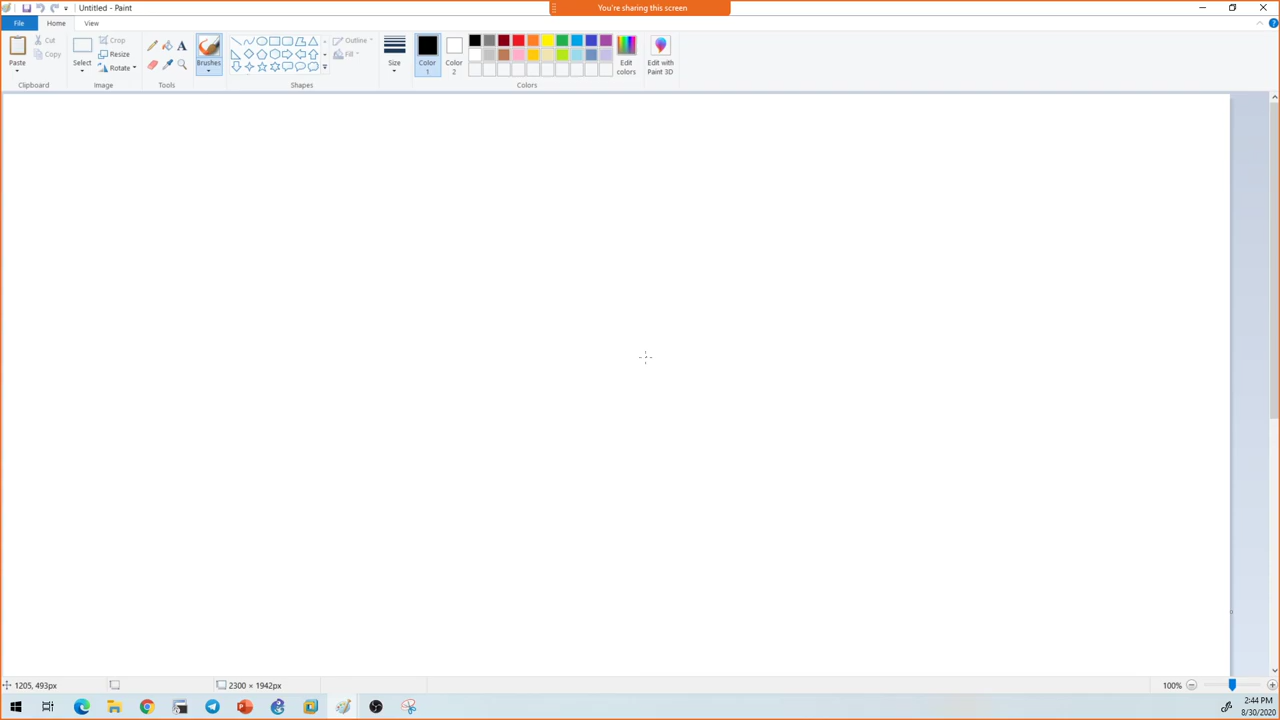 Untitled - Paint
You're sharing this screen
File Home View
Paste
Cut
Copy
Clipboard
Select
Crop
Resize
Rotate
Image
A
Tools
Brushes
Outline
Fill
Shapes
Size
Color 1
Color 2
Edit colors
Colors
Edit with Paint 3D
1205, 493px
2300 × 1942px
100%
2:44 PM
8/30/2020